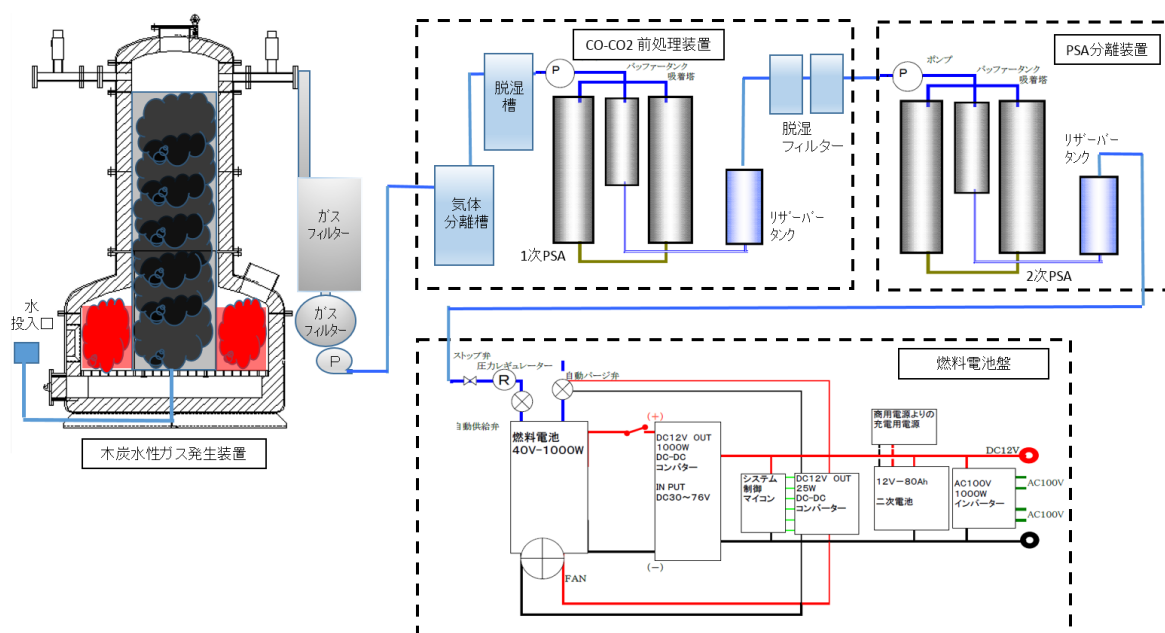 CO-CO2 前処理装置
PSA分離装置
脱湿
槽
P
バッファータンク
吸着塔
脱湿
フィルター
P
ポンプ
バッファータンク
吸着塔
リザーバー
タンク
気体
分離槽
1次PSA
リザーバー
タンク
2次PSA
ガス
フィルター
ガス
フィルター
P
水
投入口
木炭水性ガス発生装置
燃料電池盤
ストップ弁
圧力レギュレーター
R
自動パージ弁
自動供給弁
燃料電池
40V-1000W
FAN
(+)
(-)
DC12V OUT
1000W
DC-DC
コンバター
IN PUT
DC30～76V
システム
制御
マイコン
DC12V OUT
25W
DC-DC
コンバーター
商用電源よりの
充電用電源
12V－80Ah
二次電池
DC12V
AC100V
1000W
インバーター
AC100V
AC100V